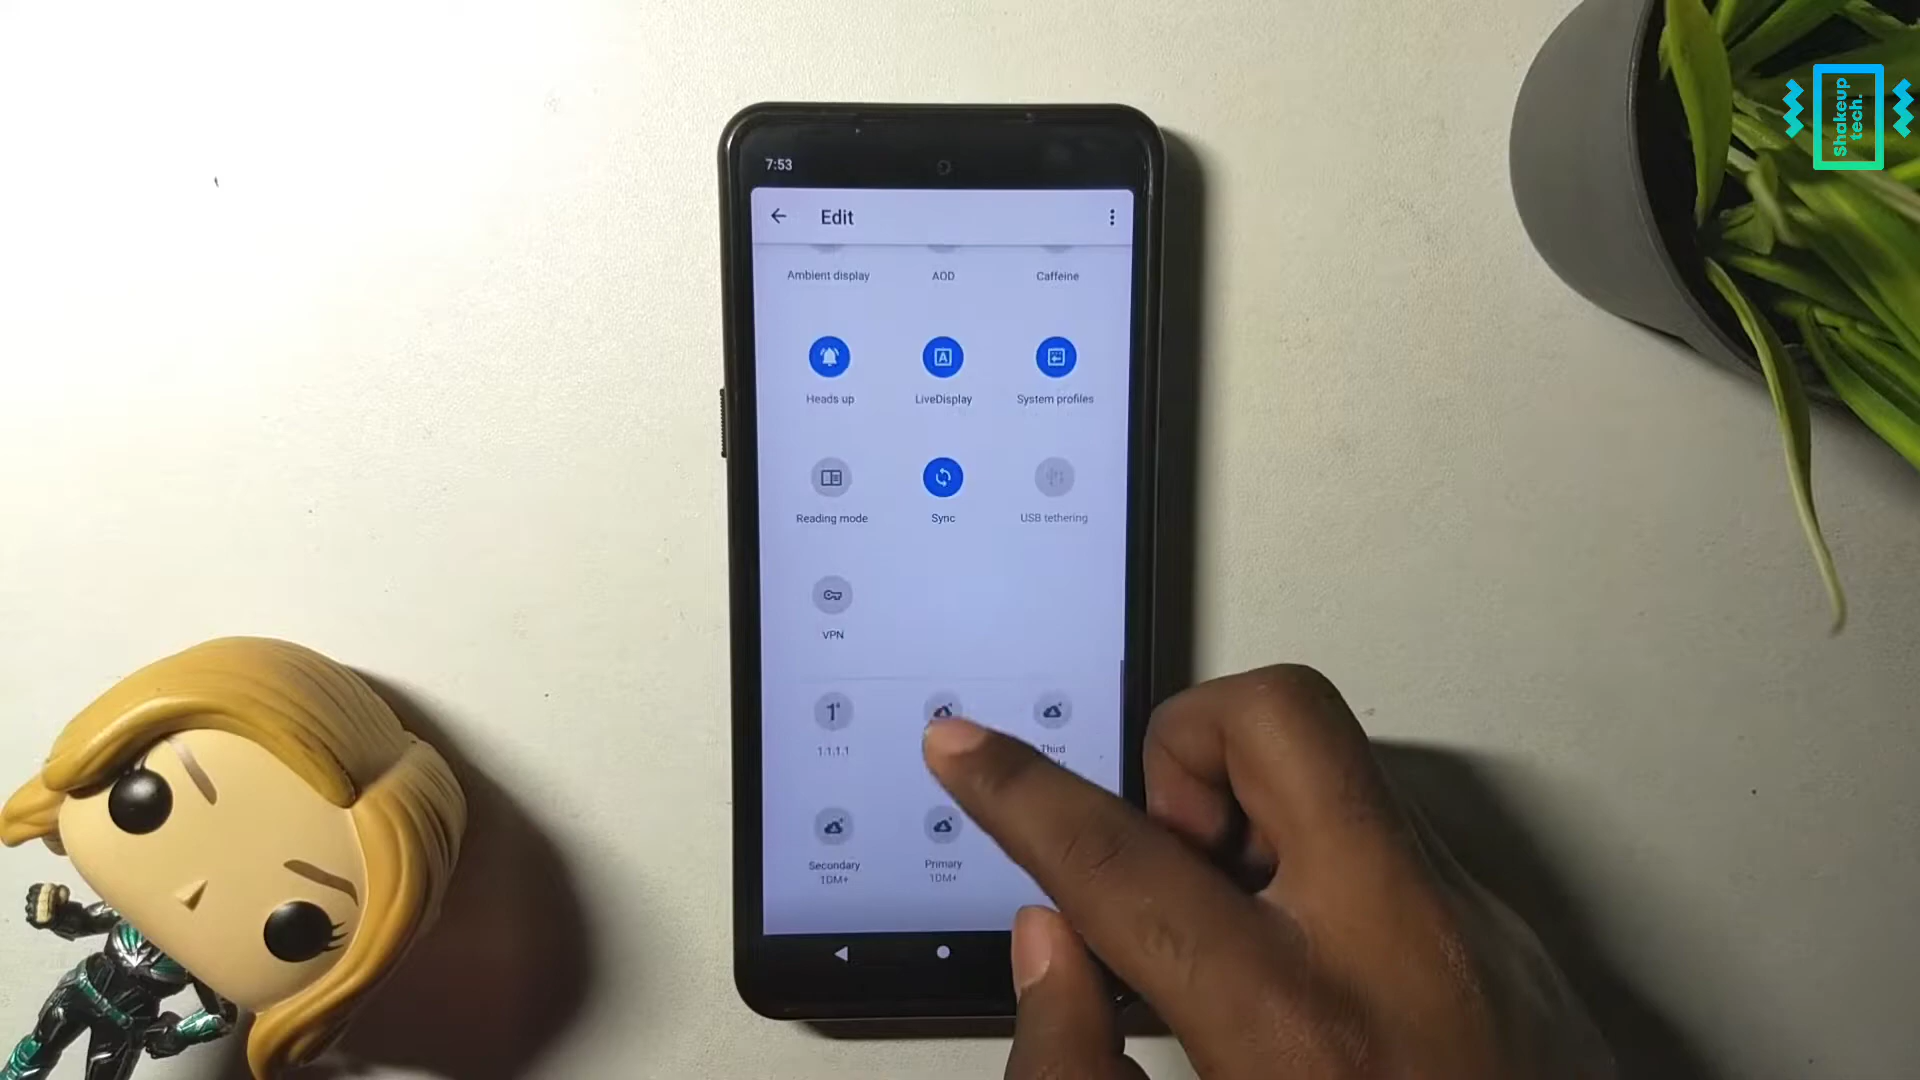 7:53
Edit
Ambient display
AOD
Caffeine
Heads up
A
LiveDisplay
System profiles
Reading mode
Sync
USB tethering
VPN
1
1.1.1.1
Third
Secondary
1DM+
Primary
1DM+
Shakeup
tech.